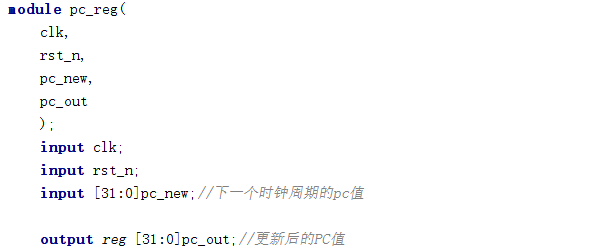 module pc_reg(
clk,
rst_n,
pc_new,
pc_out
);
input clk;
input rst_n;
input [31:0]pc_new;//下一个时钟周期的pc值
output reg [31:0]pc_out;//更新后的PC值